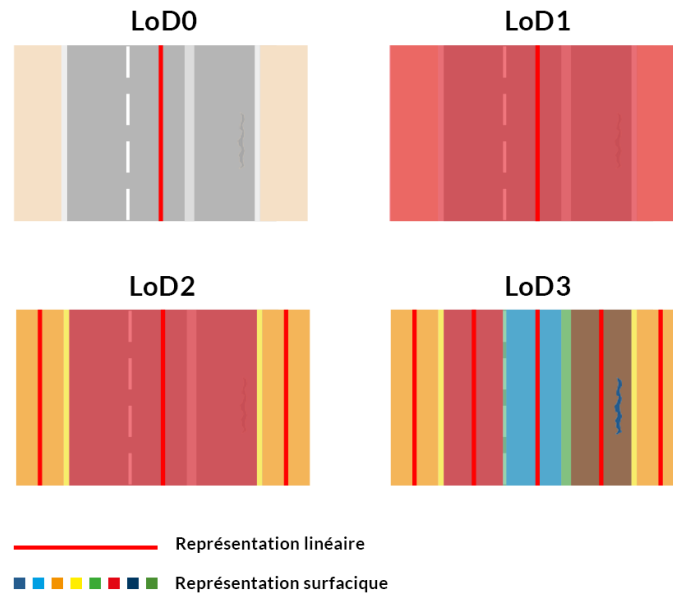 LoD0
LoD1
LoD2
LoD3
Représentation linéaire
Représentation surfacique